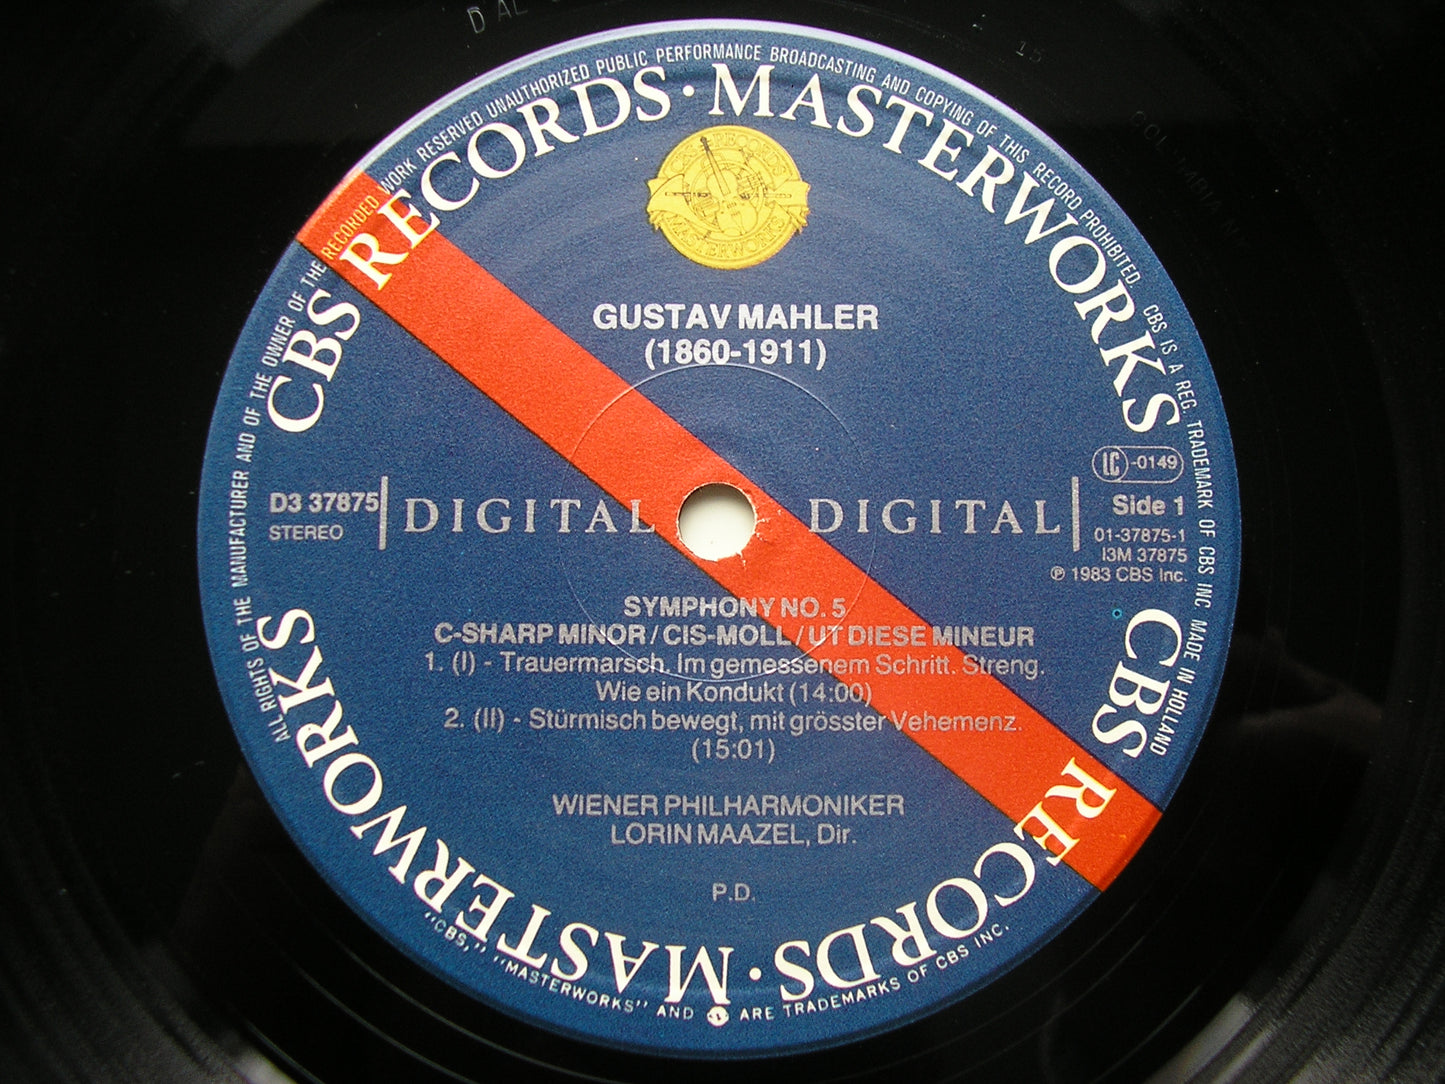 ALL RIGHTS OF THE MANUFACTURER AND OF THE OWNER OF THE RECORDED WORK RESERVED UNAUTHORIZED PUBLIC PERFORMANCE BROADCASTING AND COPYING OF THIS RECORD PROHIBITED. CBS IS A REG. TRADEMARK OF CBS INC MADE IN HOLLAND
CBS RECORDS · MASTERWORKS
RECORDS
MASTERWORKS
GUSTAV MAHLER
(1860-1911)
LC -0149
D3 37875
STEREO
DIGITAL DIGITAL
Side 1
01-37875-1
I3M 37875
℗ 1983 CBS Inc.
SYMPHONY NO. 5
C-SHARP MINOR / CIS-MOLL / UT DIESE MINEUR
1. (I) - Trauermarsch. Im gemessenem Schritt. Streng.
Wie ein Kondukt (14:00)
2. (II) - Stürmisch bewegt, mit grösster Vehemenz.
(15:01)
WIENER PHILHARMONIKER
LORIN MAAZEL, Dir.
P.D.
CBS RECORDS · MASTERWORKS
"CBS," "MASTERWORKS" AND ARE TRADEMARKS OF CBS INC.